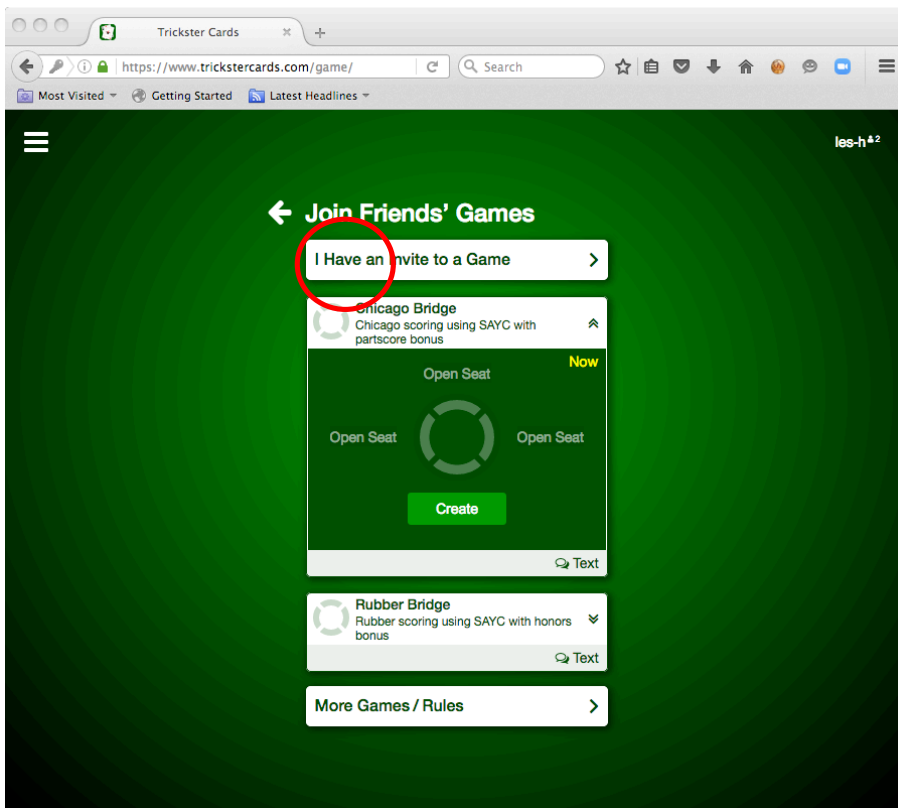 Trickster Cards
https://www.trickstercards.com/game/
Search
Most Visited
Getting Started
Latest Headlines
les-h 2
Join Friends' Games
I Have an Invite to a Game
Chicago Bridge
Chicago scoring using SAYC with
partscore bonus
Now
Open Seat
Open Seat
Open Seat
Create
Text
Rubber Bridge
Rubber scoring using SAYC with honors
bonus
Text
More Games / Rules